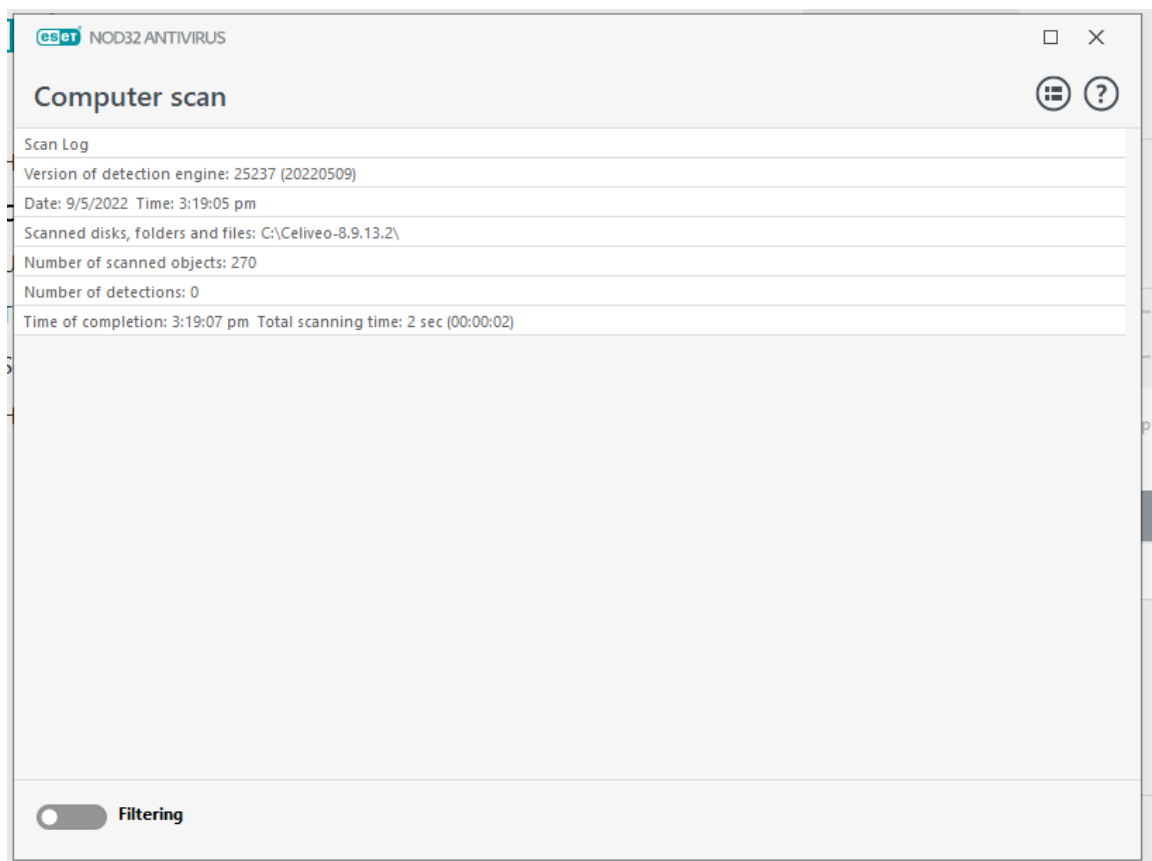 eset NOD32 ANTIVIRUS
Computer scan
Scan Log
Version of detection engine: 25237 (20220509)
Date: 9/5/2022 Time: 3:19:05 pm
Scanned disks, folders and files: C:\Celiveo-8.9.13.2\
Number of scanned objects: 270
Number of detections: 0
Time of completion: 3:19:07 pm Total scanning time: 2 sec (00:00:02)
Filtering